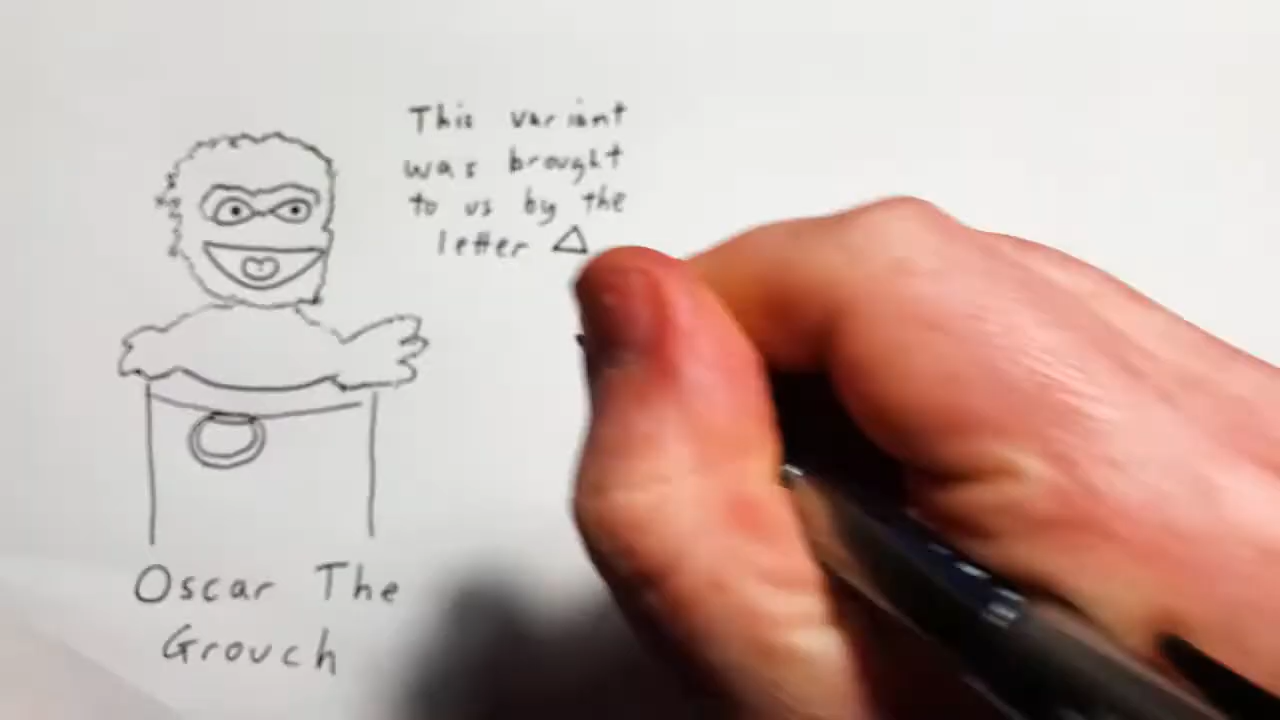 This variant
was brought
to us by the
letter △
Oscar The
Grouch